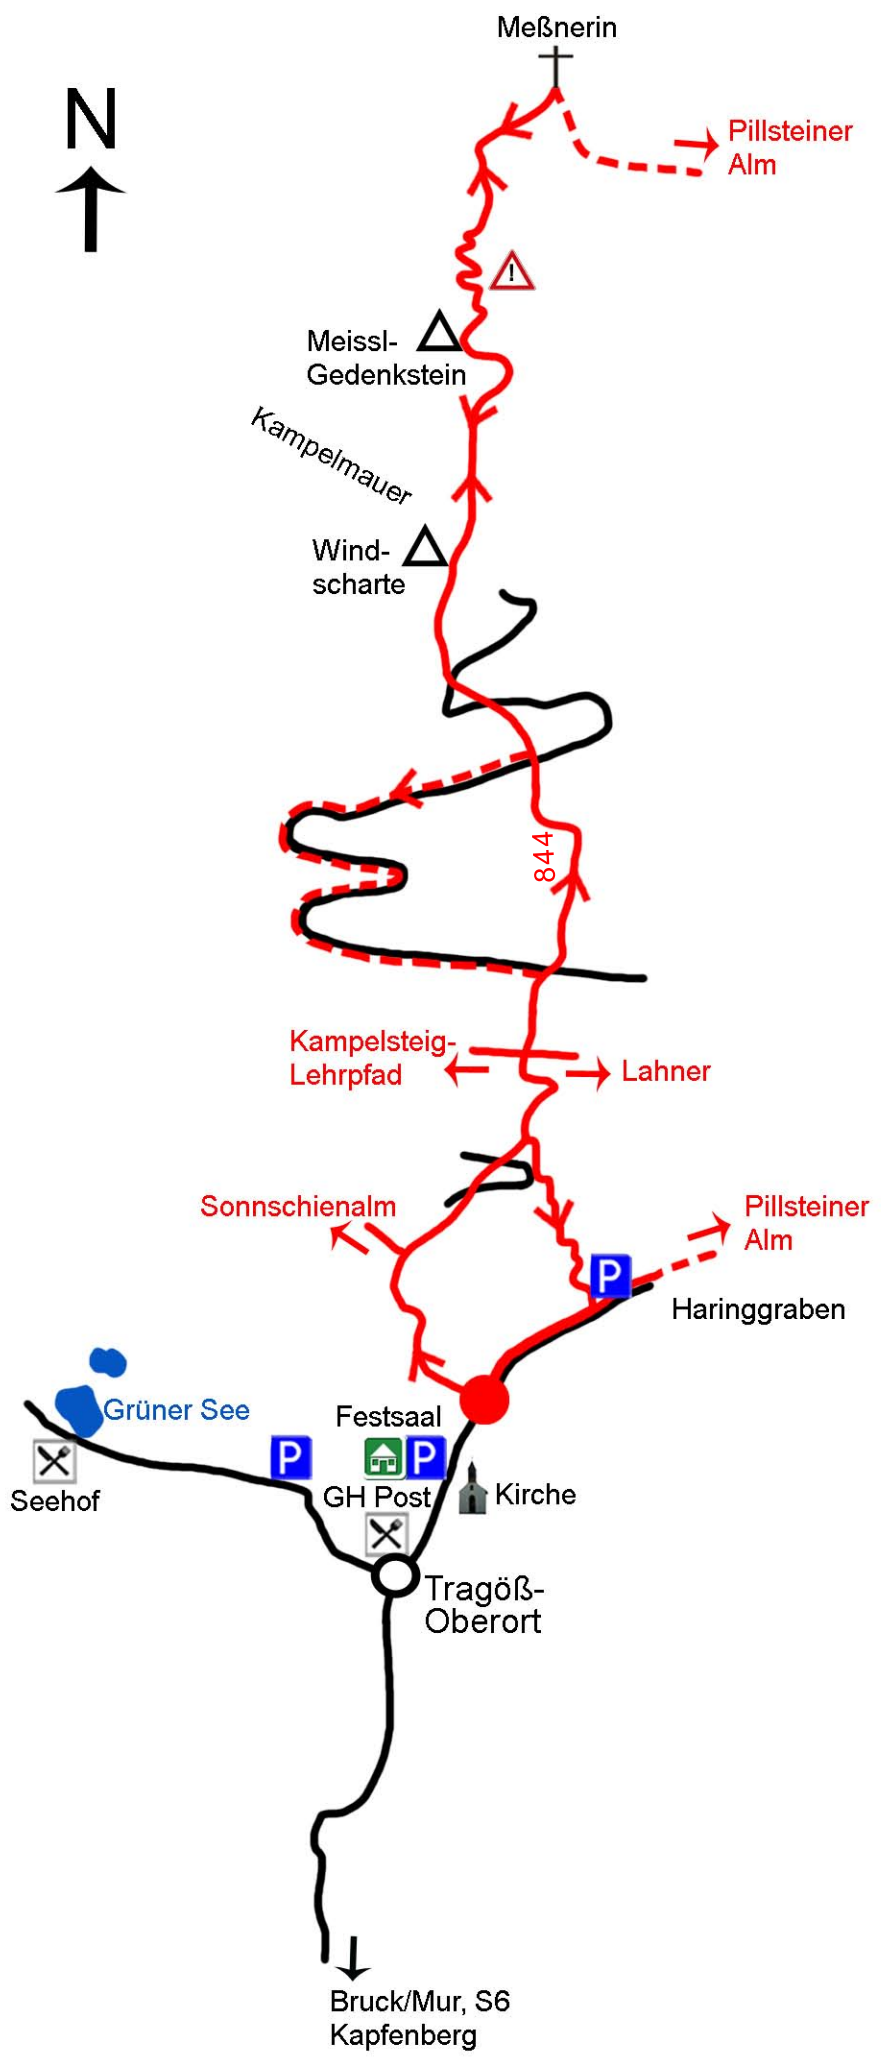 Meßnerin
N
Pillsteiner
Alm
!
Meissl-
Gedenkstein
Kampelmauer
Wind-
scharte
844
Kampelsteig-
Lehrpfad
Lahner
Sonnschienalm
Pillsteiner
Alm
P
Haringgraben
Grüner See
Festsaal
P
P
Seehof
GH Post
Kirche
Tragöß-
Oberort
Bruck/Mur, S6
Kapfenberg